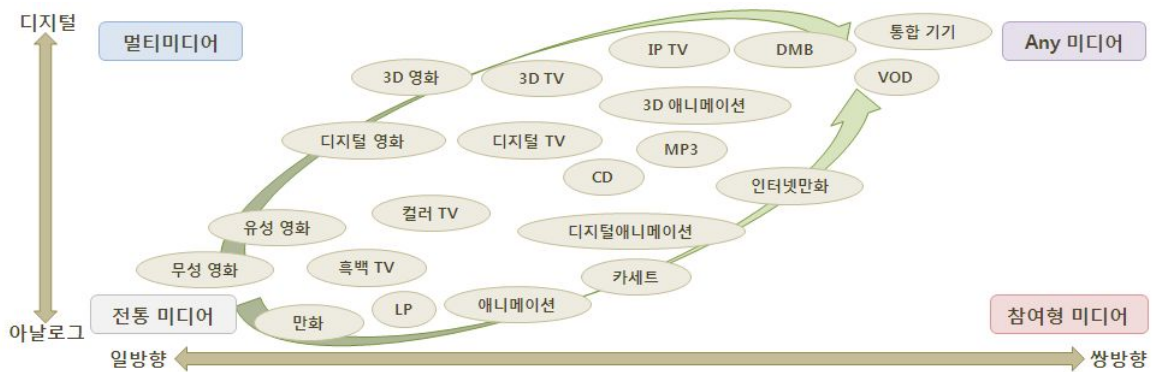 디지털
멀티미디어
통합 기기
Any 미디어
IP TV
DMB
3D 영화
3D TV
VOD
3D 애니메이션
디지털 영화
디지털 TV
MP3
CD
인터넷만화
컬러 TV
유성 영화
디지털애니메이션
무성 영화
흑백 TV
카세트
전통 미디어
만화
LP
애니메이션
참여형 미디어
아날로그
일방향
쌍방향